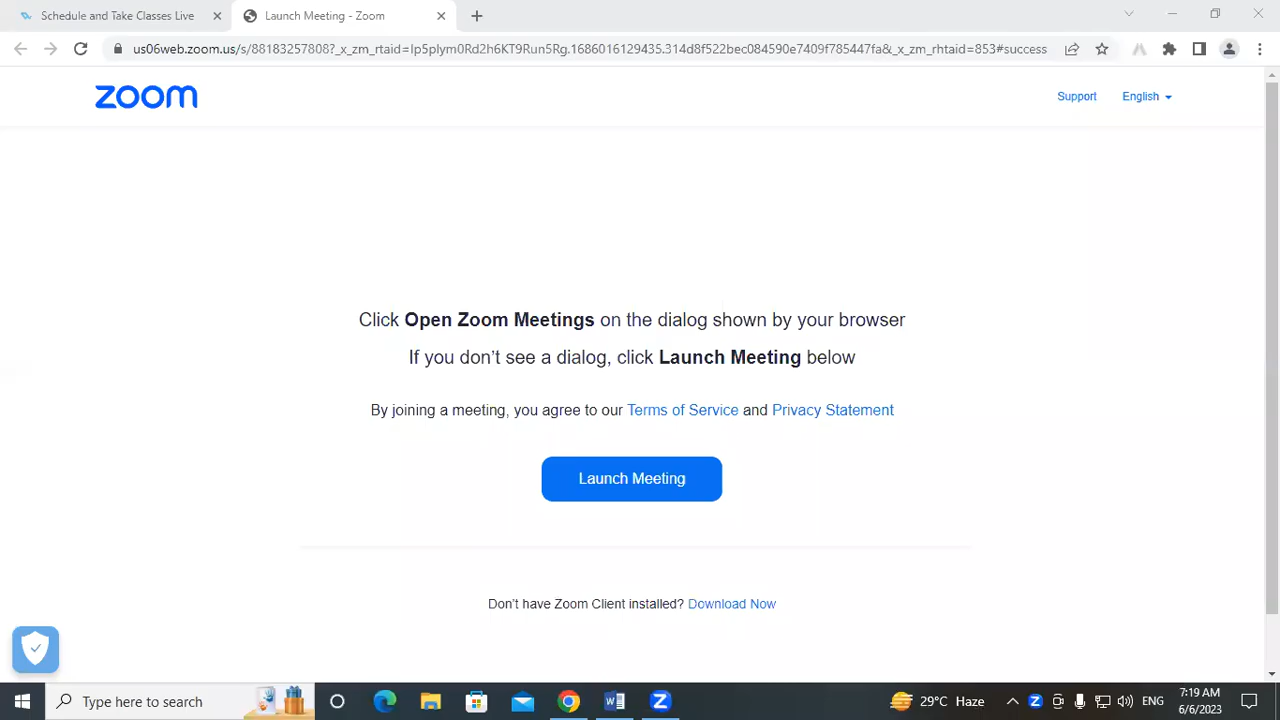 Schedule and Take Classes Live
Launch Meeting - Zoom
us06web.zoom.us/s/88183257808?_x_zm_rtaid=lp5plym0Rd2h6KT9Run5Rg.1686016129435.314d8f522bec084590e7409f785447fa&_x_zm_rhtaid=853#success
zoom
Support
English
Click Open Zoom Meetings on the dialog shown by your browser
If you don't see a dialog, click Launch Meeting below
By joining a meeting, you agree to our Terms of Service and Privacy Statement
Launch Meeting
Don't have Zoom Client installed? Download Now
Type here to search
29°C Haze
ENG
7:19 AM
6/6/2023